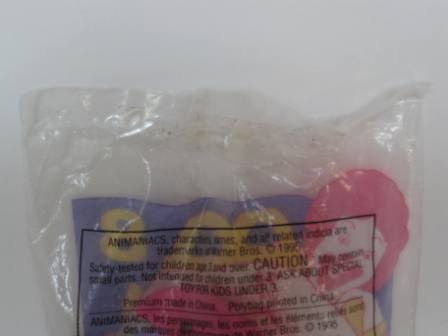 ANIMANIACS, characters, names, and all related indicia are
trademarks of Warner Bros. © 1995
Safety-tested for children age 3 and over. CAUTION: May contain
small parts. Not intended for children under 3. ASK ABOUT SPECIAL
TOY FOR KIDS UNDER 3.
Premium made in China. Polybag printed in China.
ANIMANIACS, les personnages, les noms et les éléments reliés sont
des marques de Warner Bros. © 1995